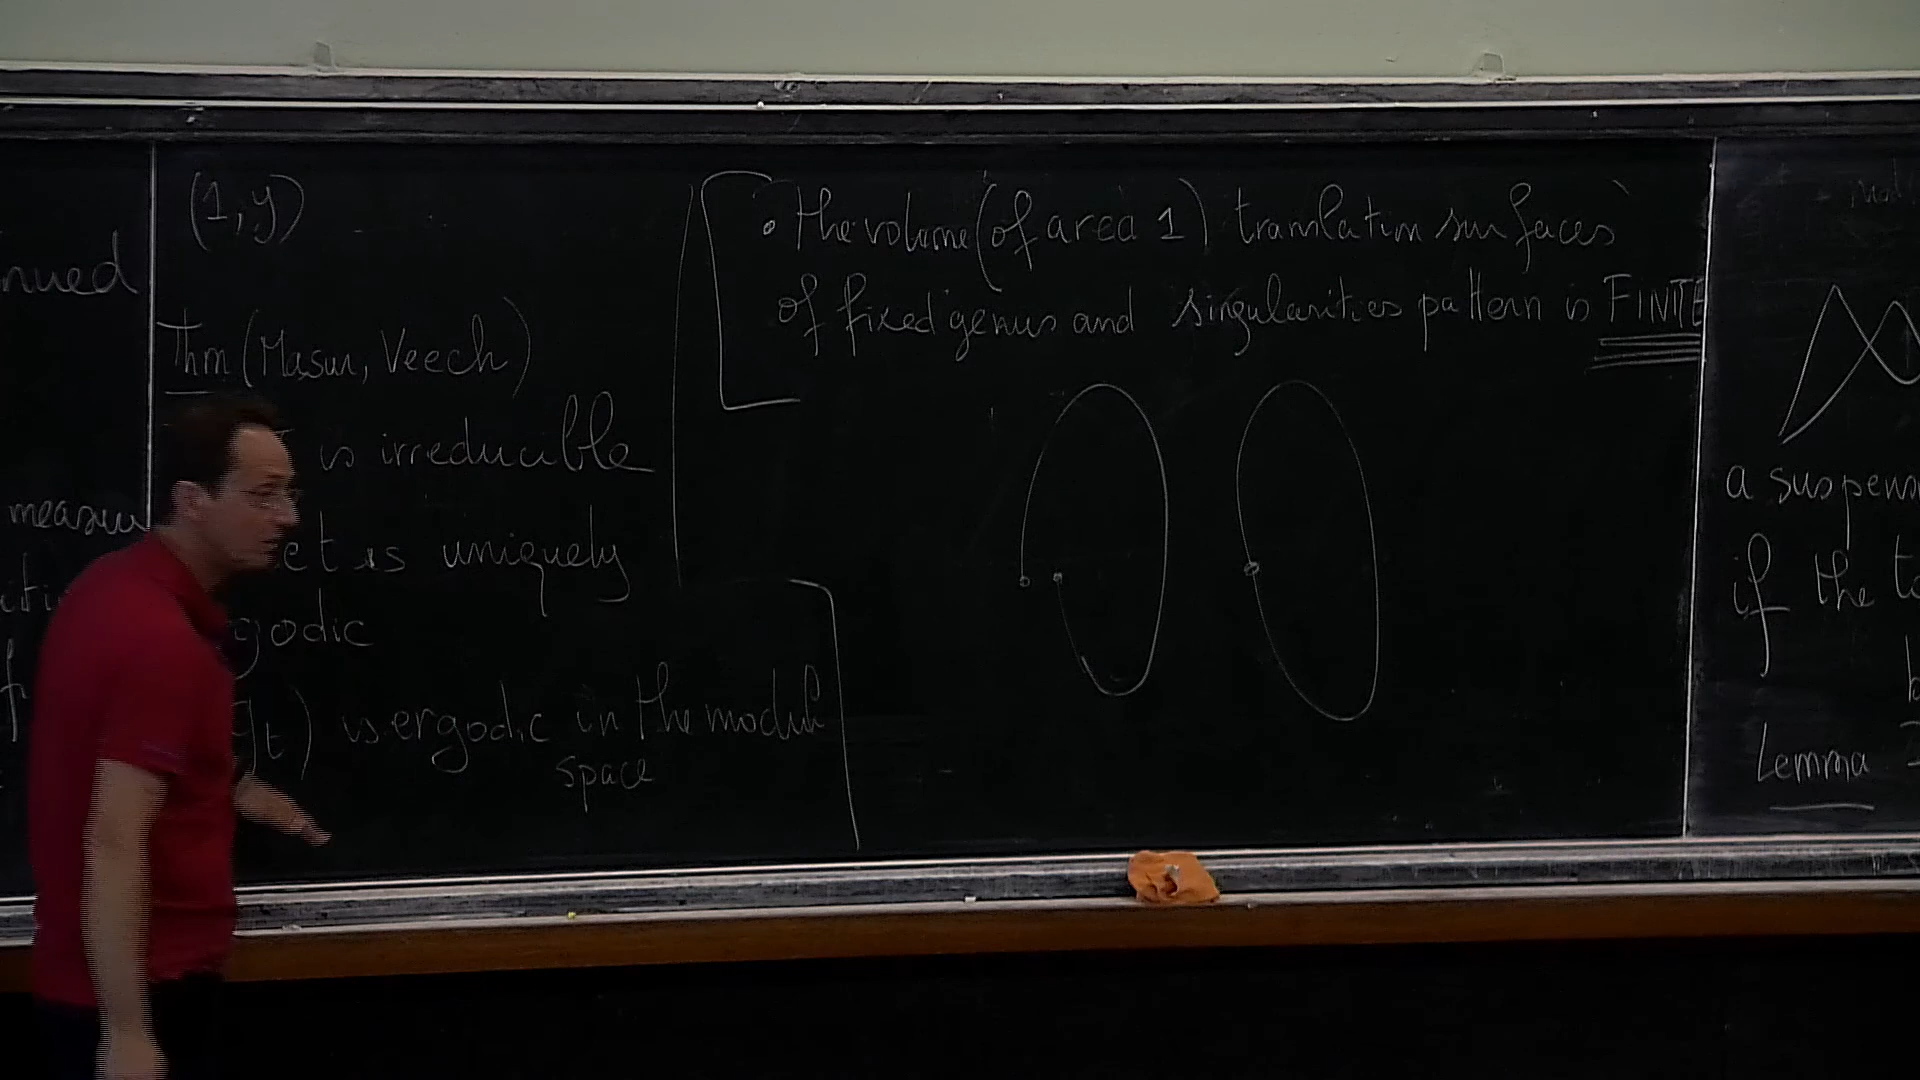 nued
measu
(1,y)
Thm (Masur, Veech)
is irreducible
et is uniquely
godic
gt) is ergodic in the moduli
space
• The volume (of area 1) translation surfaces
of fixed genus and singularities pattern is FINITE
a suspens
if the to
Lemma